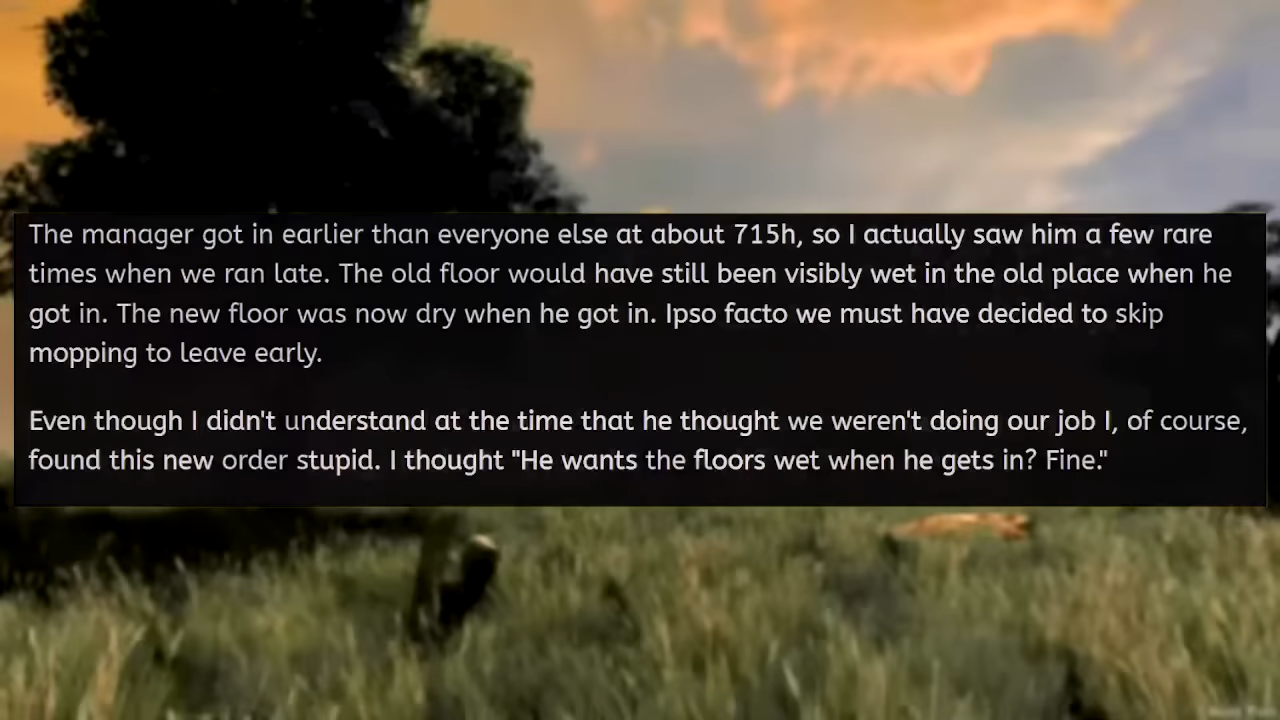 The manager got in earlier than everyone else at about 715h, so I actually saw him a few rare
times when we ran late. The old floor would have still been visibly wet in the old place when he
got in. The new floor was now dry when he got in. Ipso facto we must have decided to skip
mopping to leave early.
Even though I didn't understand at the time that he thought we weren't doing our job I, of course,
found this new order stupid. I thought "He wants the floors wet when he gets in? Fine."